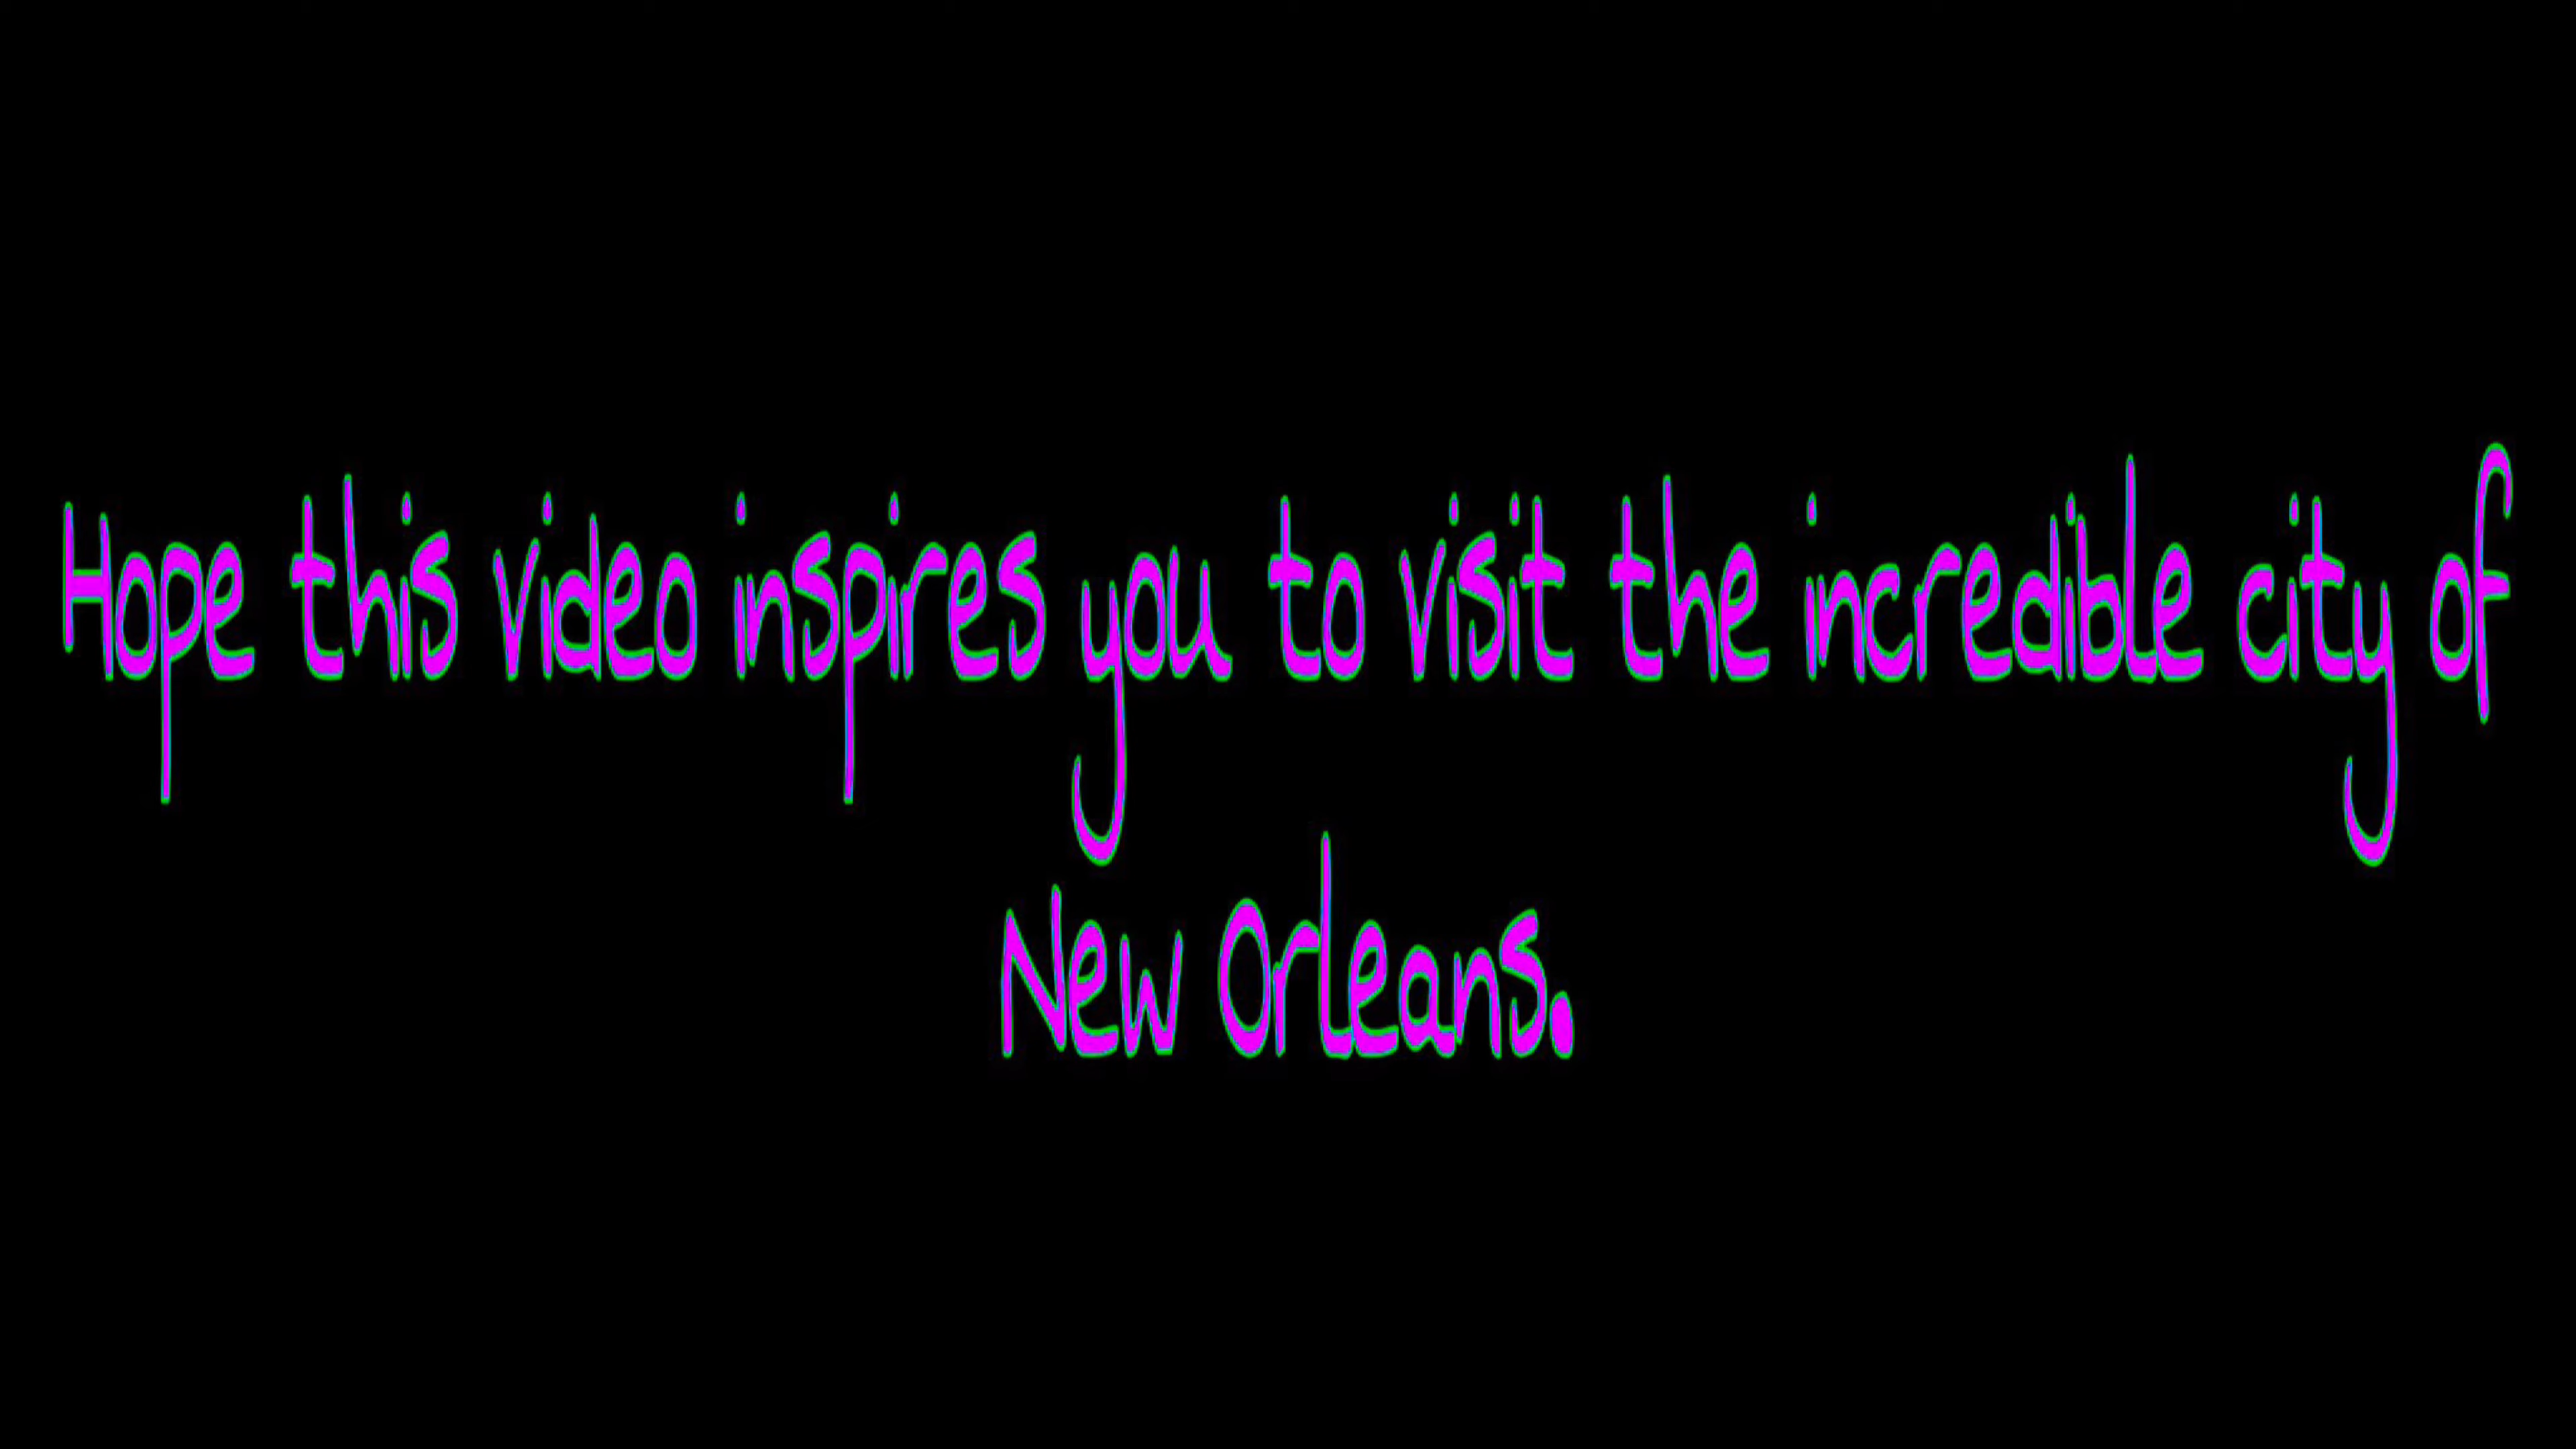 Hope this video inspires you to visit the incredible city of
New Orleans.